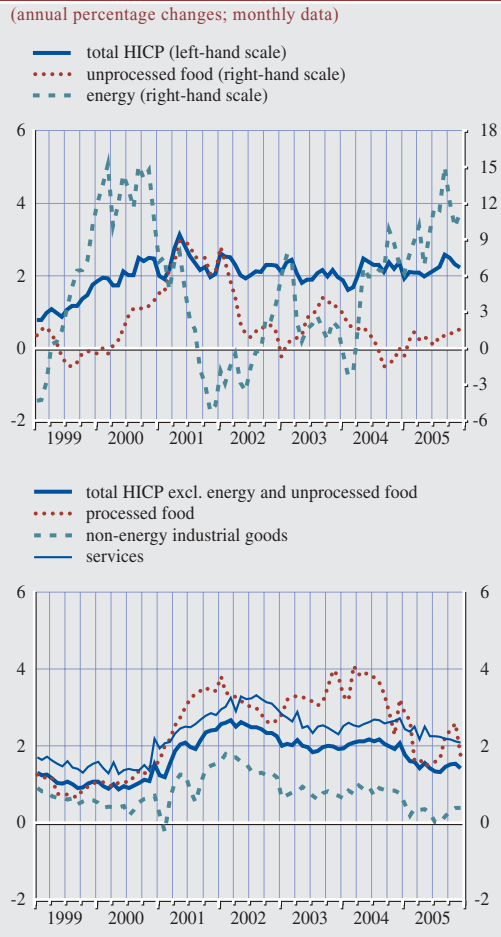 (annual percentage changes; monthly data)
total HICP (left-hand scale)
unprocessed food (right-hand scale)
energy (right-hand scale)
6 18
15
4 12
9
2 6
3
0 0
-3
-2 -6
1999 2000 2001 2002 2003 2004 2005
total HICP excl. energy and unprocessed food
processed food
non-energy industrial goods
services
6 6
4 4
2 2
0 0
-2 -2
1999 2000 2001 2002 2003 2004 2005